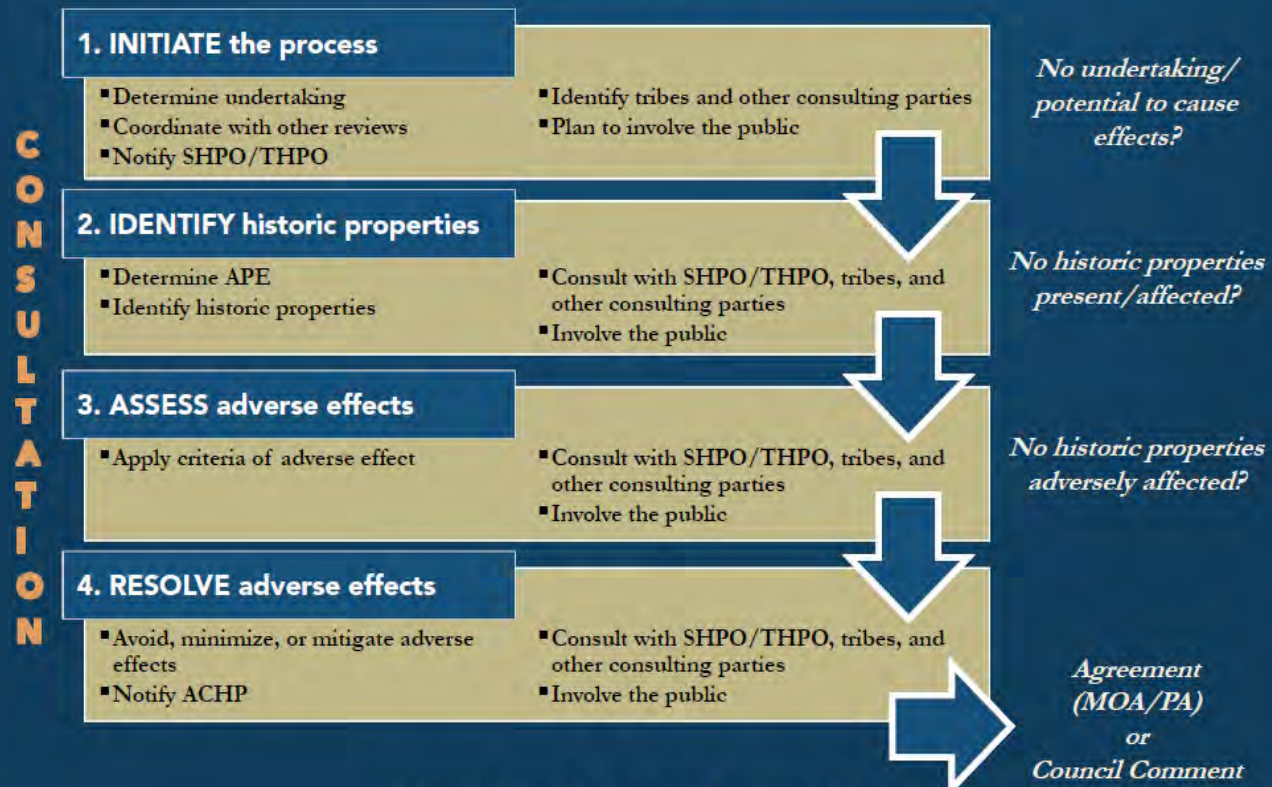 CONSULTATION
1. INITIATE the process
▪Determine undertaking
▪Coordinate with other reviews
▪Notify SHPO/THPO
▪Identify tribes and other consulting parties
▪Plan to involve the public
No undertaking/
potential to cause
effects?
2. IDENTIFY historic properties
▪Determine APE
▪Identify historic properties
▪Consult with SHPO/THPO, tribes, and
other consulting parties
▪Involve the public
No historic properties
present/affected?
3. ASSESS adverse effects
▪Apply criteria of adverse effect
▪Consult with SHPO/THPO, tribes, and
other consulting parties
▪Involve the public
No historic properties
adversely affected?
4. RESOLVE adverse effects
▪Avoid, minimize, or mitigate adverse
effects
▪Notify ACHP
▪Consult with SHPO/THPO, tribes, and
other consulting parties
▪Involve the public
Agreement
(MOA/PA)
or
Council Comment